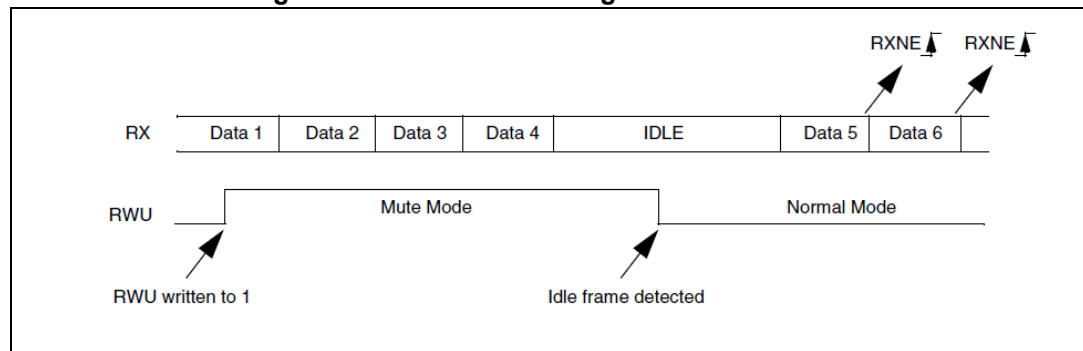 RXNE RXNE
RX Data 1 Data 2 Data 3 Data 4 IDLE Data 5 Data 6
RWU Mute Mode Normal Mode
RWU written to 1 Idle frame detected